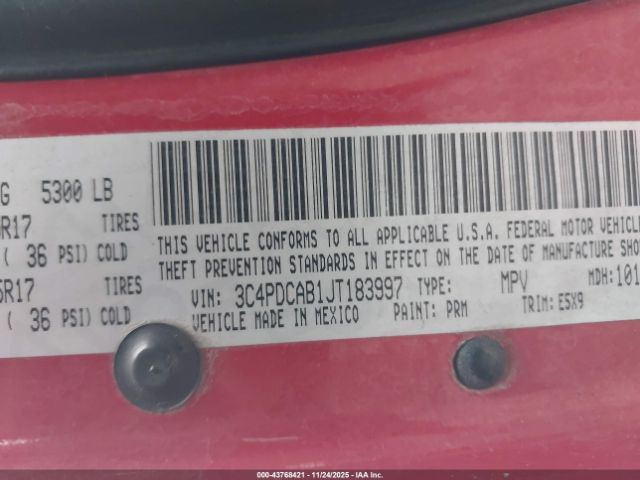 G 5300 LB
R17 TIRES
( 36 PSI) COLD
5R17 TIRES
( 36 PSI) COLD
THIS VEHICLE CONFORMS TO ALL APPLICABLE U.S.A. FEDERAL MOTOR VEHICLE
THEFT PREVENTION STANDARDS IN EFFECT ON THE DATE OF MANUFACTURE SHO
VIN: 3C4PDCAB1JT183997 TYPE: MPV MDH: 101
VEHICLE MADE IN MEXICO PAINT: PRM TRIM: E5X9
000-43768421 | 11/24/2025 | IAA, Inc.